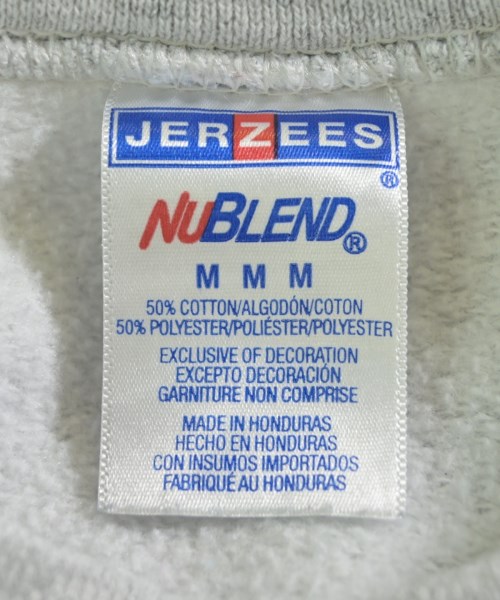 JERZEES
®
NUBLEND®
M M M
50% COTTON/ALGODÓN/COTON
50% POLYESTER/POLIÉSTER/POLYESTER
EXCLUSIVE OF DECORATION
EXCEPTO DECORACIÓN
GARNITURE NON COMPRISE
MADE IN HONDURAS
HECHO EN HONDURAS
CON INSUMOS IMPORTADOS
FABRIQUÉ AU HONDURAS